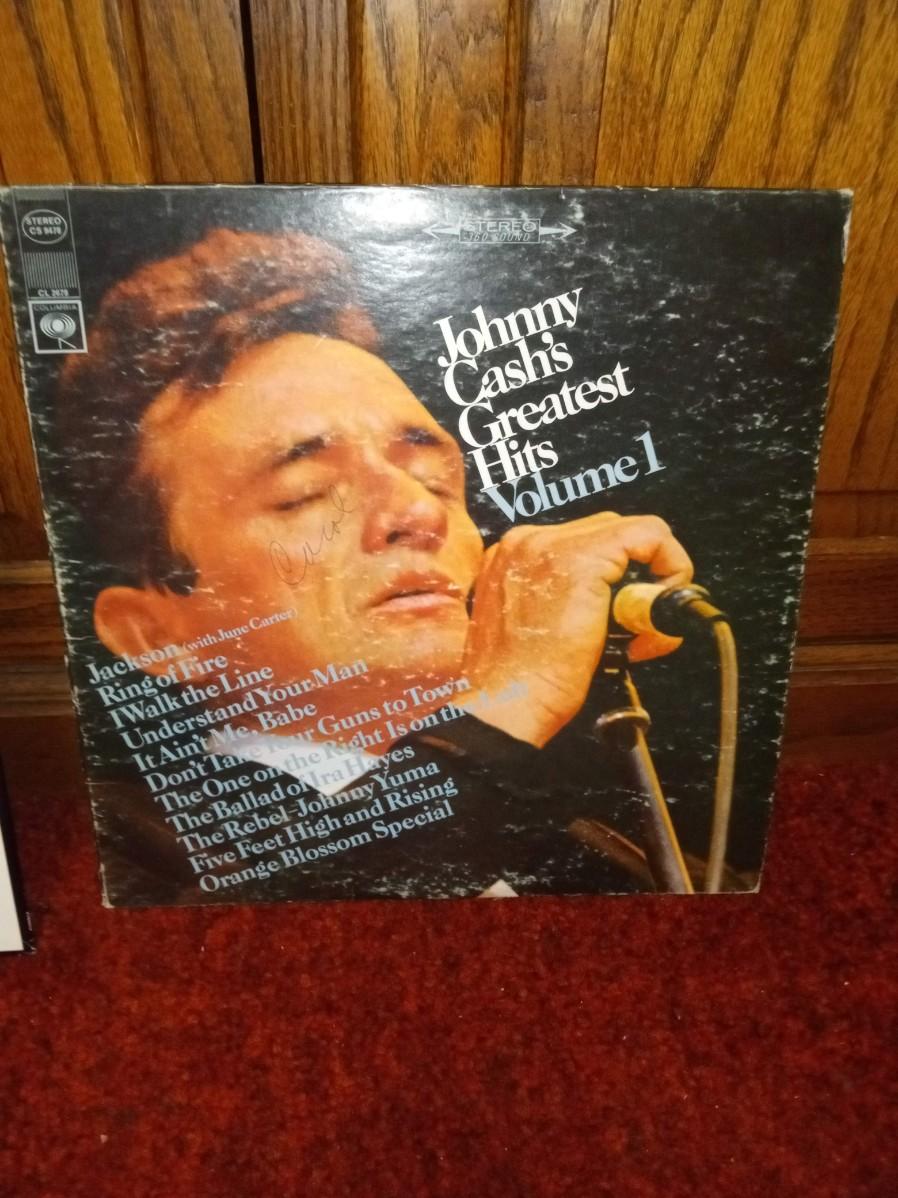 STEREO
CS 9478
CL 2678
COLUMBIA
STEREO
360 SOUND
Johnny
Cash's
Greatest
Hits
Volume 1
Carol
Jackson (with June Carter)
Ring of Fire
I Walk the Line
Understand Your Man
It Ain't Me, Babe
Don't Take Your Guns to Town
The One on the Right Is on the Left
The Ballad of Ira Hayes
The Rebel-Johnny Yuma
Five Feet High and Rising
Orange Blossom Special